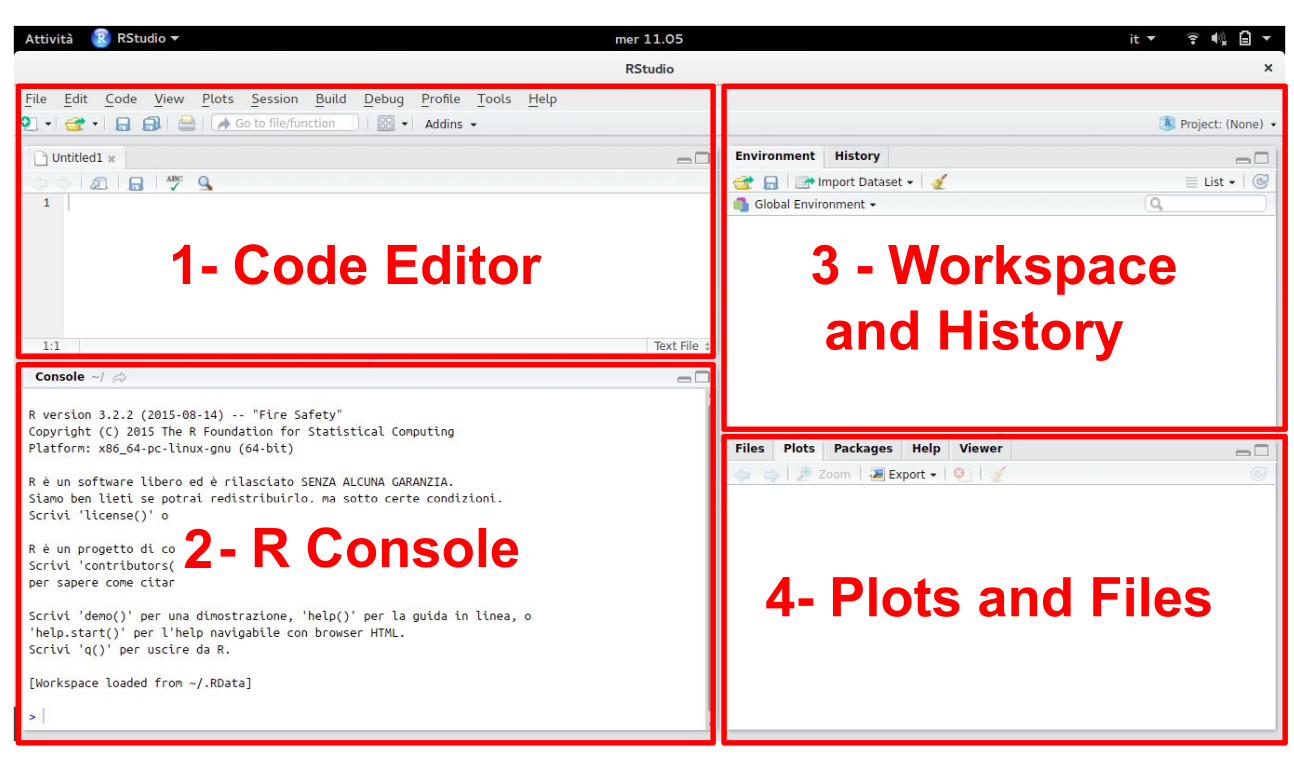 Attività RStudio mer 11.05 it
RStudio
File Edit Code View Plots Session Build Debug Profile Tools Help
Go to file/function Addins Project: (None)
Untitled1
ABC
1
1- Code Editor
1:1 Text File
Environment History
Import Dataset List
Global Environment
3 - Workspace
and History
Console ~/
R version 3.2.2 (2015-08-14) -- "Fire Safety"
Copyright (C) 2015 The R Foundation for Statistical Computing
Platform: x86_64-pc-linux-gnu (64-bit)
R è un software libero ed è rilasciato SENZA ALCUNA GARANZIA.
Siamo ben lieti se potrai redistribuirlo. ma sotto certe condizioni.
Scrivi 'license()' o
R è un progetto di co
Scrivi 'contributors(
per sapere come citar
2- R Console
Scrivi 'demo()' per una dimostrazione, 'help()' per la guida in linea, o
'help.start()' per l'help navigabile con browser HTML.
Scrivi 'q()' per uscire da R.
[Workspace loaded from ~/.RData]
>
Files Plots Packages Help Viewer
Zoom Export
4- Plots and Files